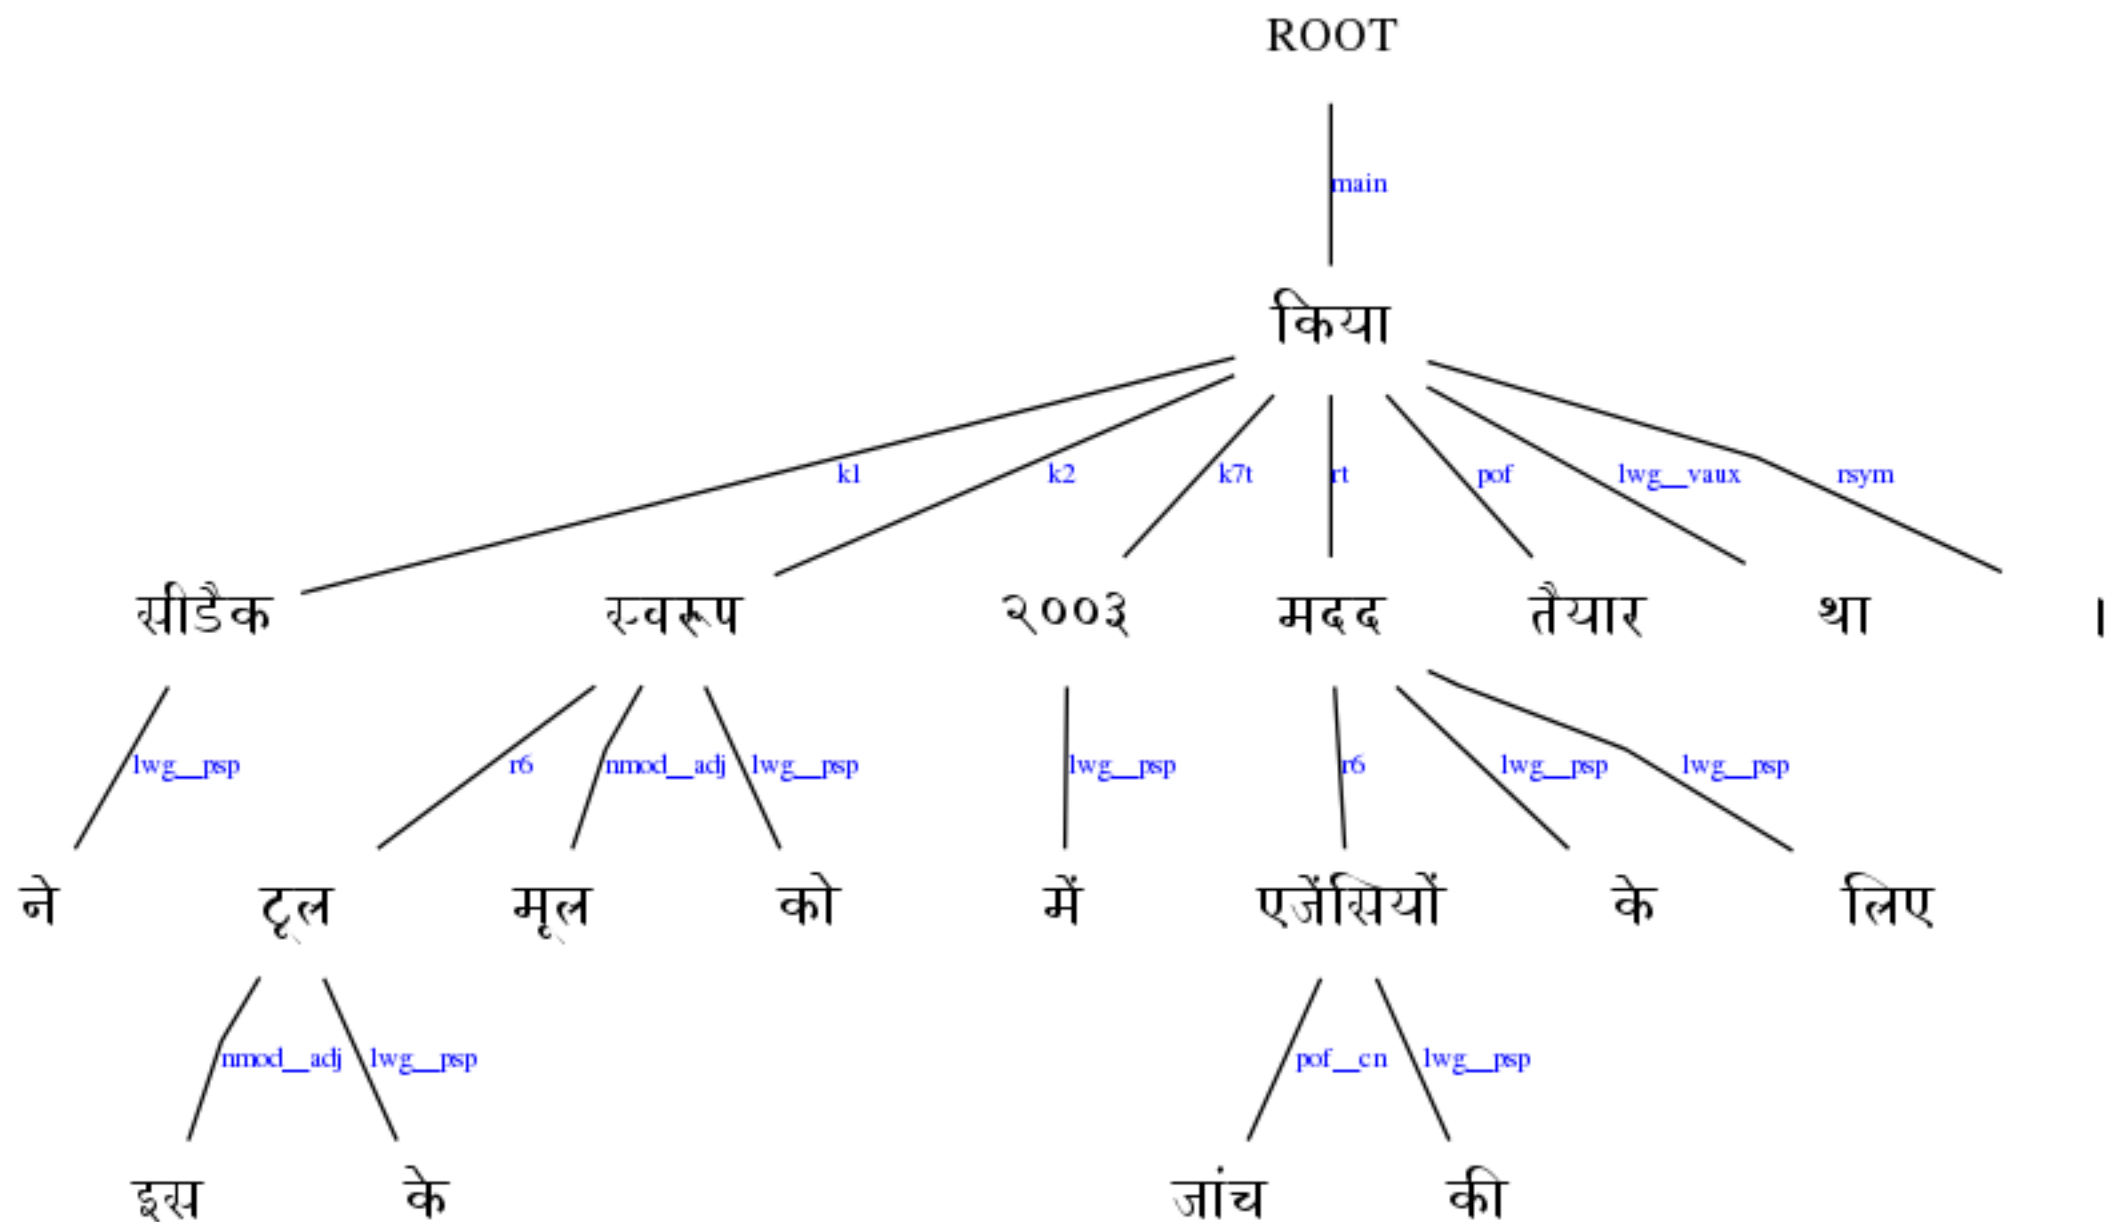 ROOT
main
किया
k1 k2 k7t rt pof lwg__vaux rsym
सीडैक स्वरूप २००३ मदद तैयार था ।
lwg__psp r6 nmod__adj lwg__psp lwg__psp r6 lwg__psp lwg__psp
ने टूल मूल को में एजेंसियों के लिए
nmod__adj lwg__psp pof__cn lwg__psp
इस के जांच की